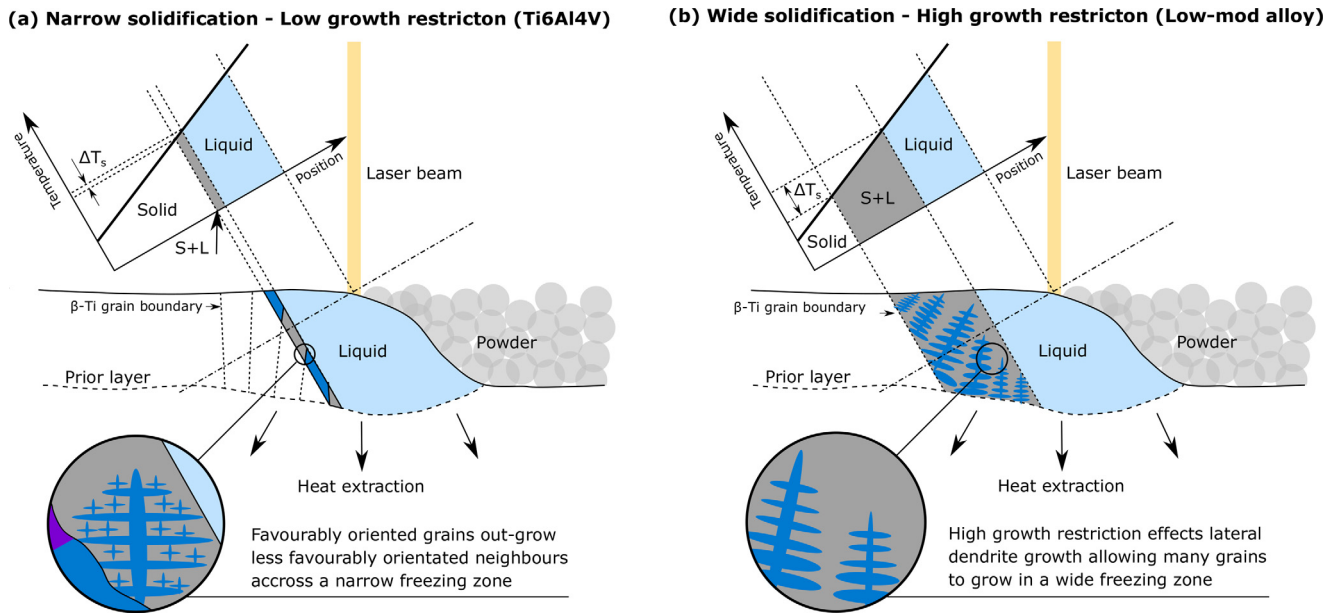 (a) Narrow solidification - Low growth restricton (Ti6Al4V)
Temperature
ΔTs
Liquid
Position
Solid
S+L
Laser beam
β-Ti grain boundary
Liquid
Powder
Prior layer
Heat extraction
Favourably oriented grains out-grow
less favourably orientated neighbours
accross a narrow freezing zone
(b) Wide solidification - High growth restricton (Low-mod alloy)
Temperature
ΔTs
Liquid
Position
S+L
Solid
Laser beam
β-Ti grain boundary
Liquid
Powder
Prior layer
Heat extraction
High growth restriction effects lateral
dendrite growth allowing many grains
to grow in a wide freezing zone